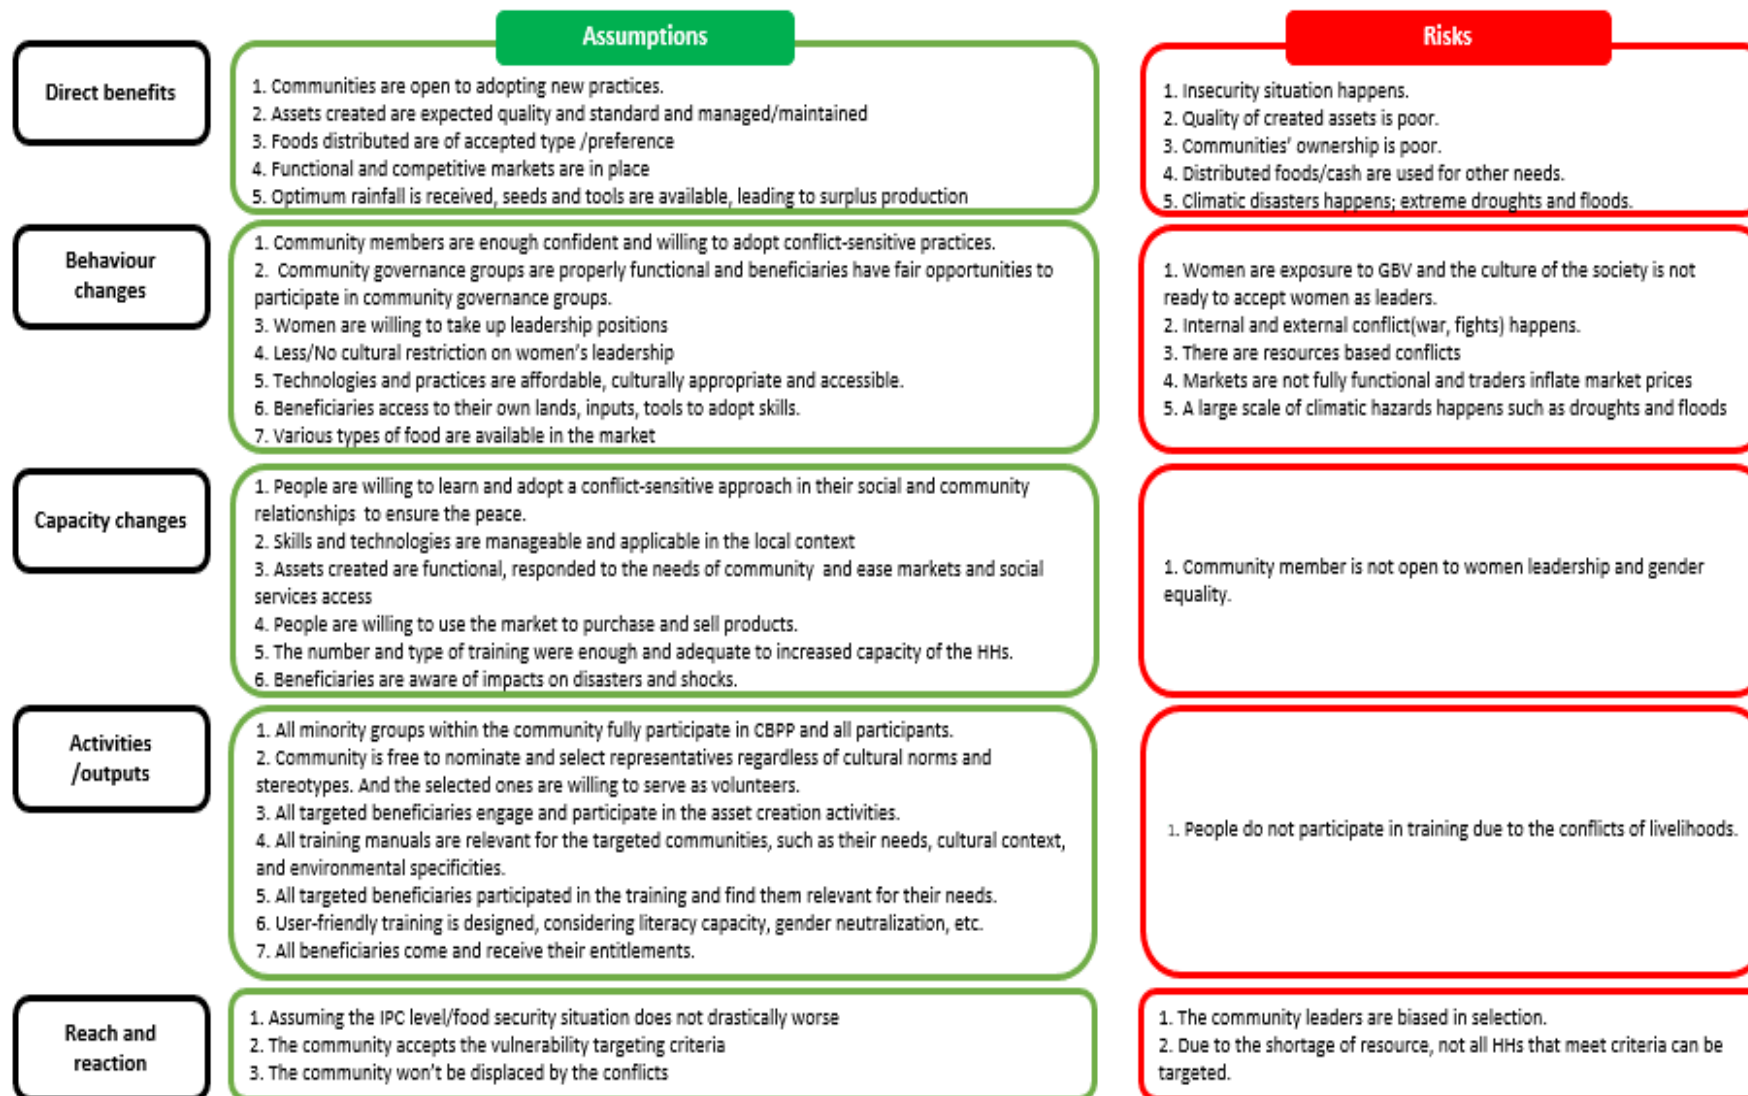 Assumptions
Risks
Direct benefits
1. Communities are open to adopting new practices.
2. Assets created are expected quality and standard and managed/maintained
3. Foods distributed are of accepted type /preference
4. Functional and competitive markets are in place
5. Optimum rainfall is received, seeds and tools are available, leading to surplus production
1. Insecurity situation happens.
2. Quality of created assets is poor.
3. Communities' ownership is poor.
4. Distributed foods/cash are used for other needs.
5. Climatic disasters happens; extreme droughts and floods.
Behaviour
changes
1. Community members are enough confident and willing to adopt conflict-sensitive practices.
2. Community governance groups are properly functional and beneficiaries have fair opportunities to
participate in community governance groups.
3. Women are willing to take up leadership positions
4. Less/No cultural restriction on women's leadership
5. Technologies and practices are affordable, culturally appropriate and accessible.
6. Beneficiaries access to their own lands, inputs, tools to adopt skills.
7. Various types of food are available in the market
1. Women are exposure to GBV and the culture of the society is not
ready to accept women as leaders.
2. Internal and external conflict(war, fights) happens.
3. There are resources based conflicts
4. Markets are not fully functional and traders inflate market prices
5. A large scale of climatic hazards happens such as droughts and floods
Capacity changes
1. People are willing to learn and adopt a conflict-sensitive approach in their social and community
relationships to ensure the peace.
2. Skills and technologies are manageable and applicable in the local context
3. Assets created are functional, responded to the needs of community and ease markets and social
services access
4. People are willing to use the market to purchase and sell products.
5. The number and type of training were enough and adequate to increased capacity of the HHs.
6. Beneficiaries are aware of impacts on disasters and shocks.
1. Community member is not open to women leadership and gender
equality.
Activities
/outputs
1. All minority groups within the community fully participate in CBPP and all participants.
2. Community is free to nominate and select representatives regardless of cultural norms and
stereotypes. And the selected ones are willing to serve as volunteers.
3. All targeted beneficiaries engage and participate in the asset creation activities.
4. All training manuals are relevant for the targeted communities, such as their needs, cultural context,
and environmental specificities.
5. All targeted beneficiaries participated in the training and find them relevant for their needs.
6. User-friendly training is designed, considering literacy capacity, gender neutralization, etc.
7. All beneficiaries come and receive their entitlements.
1. People do not participate in training due to the conflicts of livelihoods.
Reach and
reaction
1. Assuming the IPC level/food security situation does not drastically worse
2. The community accepts the vulnerability targeting criteria
3. The community won't be displaced by the conflicts
1. The community leaders are biased in selection.
2. Due to the shortage of resource, not all HHs that meet criteria can be
targeted.